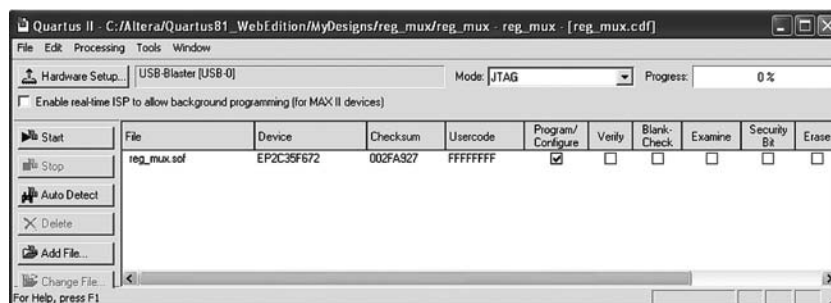 Quartus II - C:/Altera/Quartus81_WebEdition/MyDesigns/reg_mux/reg_mux - reg_mux - [reg_mux.cdf]
File Edit Processing Tools Window
Hardware Setup... USB-Blaster [USB-0] Mode: JTAG Progress: 0 %
Enable real-time ISP to allow background programming (for MAX II devices)
Start
Stop
Auto Detect
Delete
Add File...
Change File...
File Device Checksum Usercode Program/Configure Verify Blank-Check Examine Security Bit Erase
reg_mux.sof EP2C35F672 002FA927 FFFFFFFF
For Help, press F1